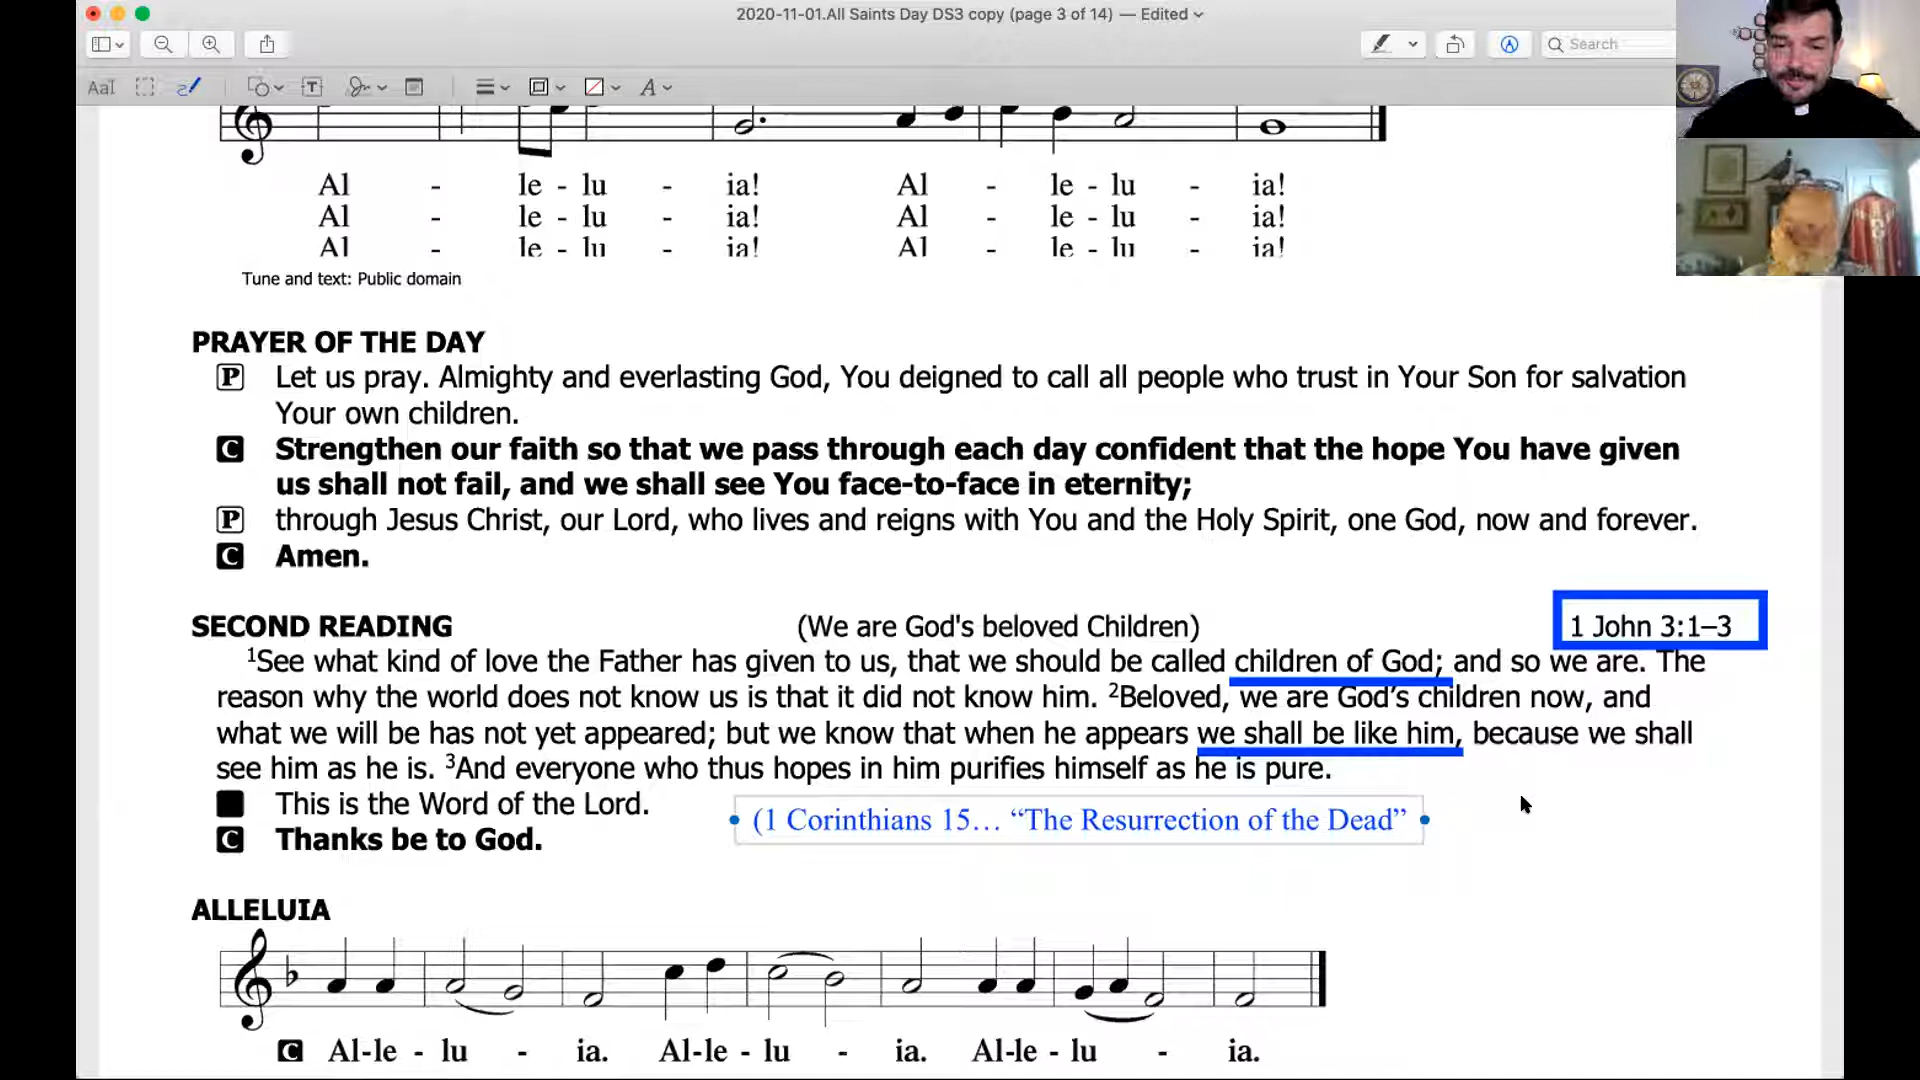 2020-11-01.All Saints Day DS3 copy (page 3 of 14) — Edited
Search
AaI T A
Al - le - lu - ia! Al - le - lu - ia!
Al - le - lu - ia! Al - le - lu - ia!
Al - le - lu - ia! Al - le - lu - ia!
Tune and text: Public domain
PRAYER OF THE DAY
P Let us pray. Almighty and everlasting God, You deigned to call all people who trust in Your Son for salvation
Your own children.
C Strengthen our faith so that we pass through each day confident that the hope You have given
us shall not fail, and we shall see You face-to-face in eternity;
P through Jesus Christ, our Lord, who lives and reigns with You and the Holy Spirit, one God, now and forever.
C Amen.
SECOND READING (We are God's beloved Children) 1 John 3:1–3
1See what kind of love the Father has given to us, that we should be called children of God; and so we are. The
reason why the world does not know us is that it did not know him. 2Beloved, we are God’s children now, and
what we will be has not yet appeared; but we know that when he appears we shall be like him, because we shall
see him as he is. 3And everyone who thus hopes in him purifies himself as he is pure.
This is the Word of the Lord.
(1 Corinthians 15… “The Resurrection of the Dead”
C Thanks be to God.
ALLELUIA
C Al-le - lu - ia. Al-le - lu - ia. Al-le - lu - ia.